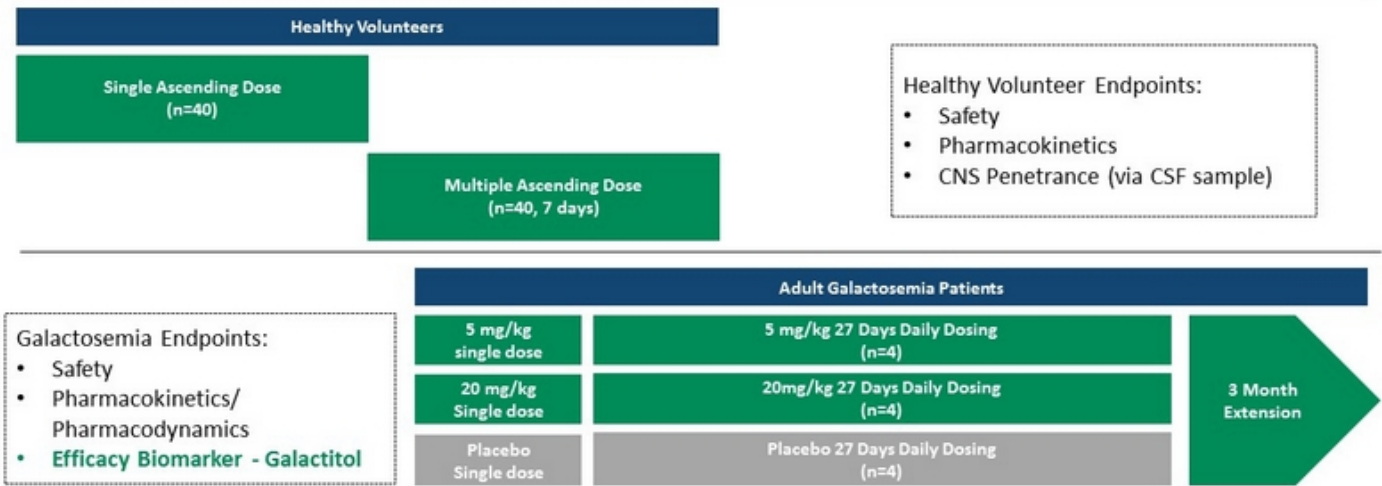 Healthy Volunteers
Single Ascending Dose
(n=40)
Multiple Ascending Dose
(n=40, 7 days)
Healthy Volunteer Endpoints:
• Safety
• Pharmacokinetics
• CNS Penetrance (via CSF sample)
Adult Galactosemia Patients
Galactosemia Endpoints:
• Safety
• Pharmacokinetics/
Pharmacodynamics
• Efficacy Biomarker - Galactitol
5 mg/kg
single dose
5 mg/kg 27 Days Daily Dosing
(n=4)
20 mg/kg
Single dose
20mg/kg 27 Days Daily Dosing
(n=4)
Placebo
Single dose
Placebo 27 Days Daily Dosing
(n=4)
3 Month
Extension